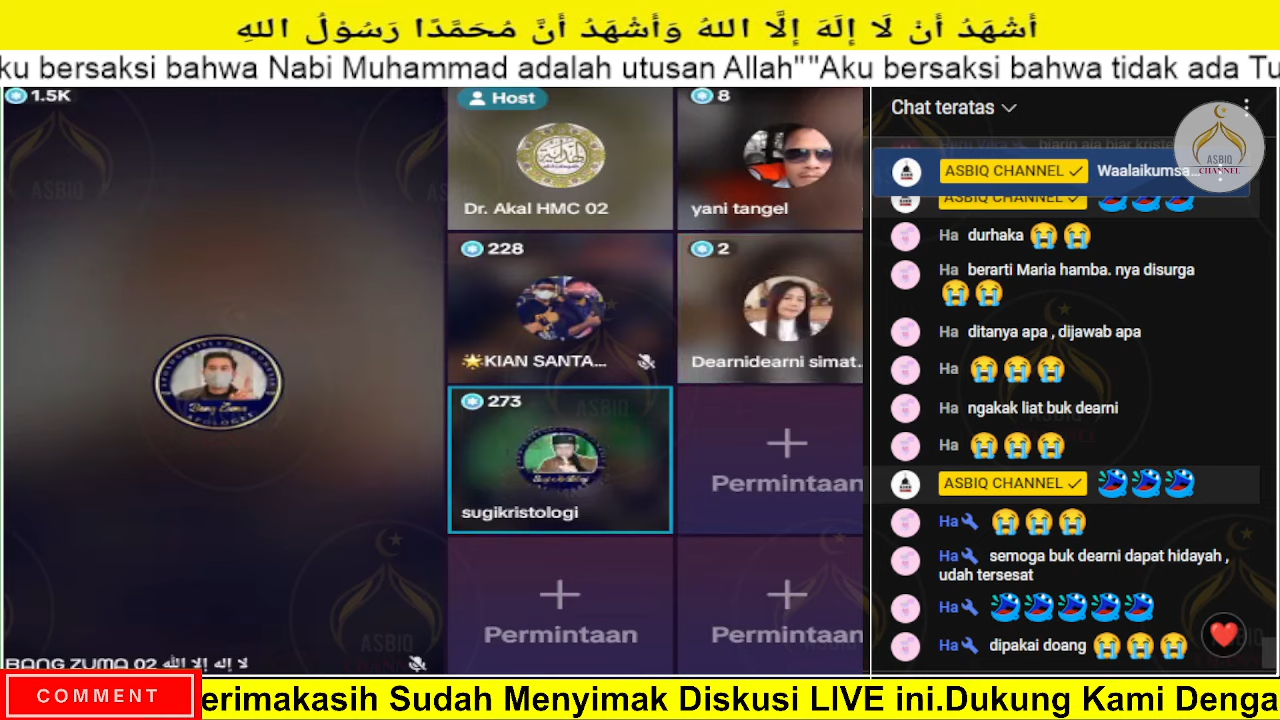 أَشْهَدُ أَنْ لَا إِلَهَ إِلَّا اللهُ وَأَشْهَدُ أَنَّ مُحَمَّدًا رَسُوْلُ اللهِ
ku bersaksi bahwa Nabi Muhammad adalah utusan Allah""Aku bersaksi bahwa tidak ada Tu
1.5K
BANG ZUMA 02 لا إله إلا الله
Host
Dr. Akal HMC 02
8
yani tangel
228
🌟KIAN SANTA...
2
Dearnidearni simat.
273
sugikristologi
Permintaan
Permintaan
Permintaan
Chat teratas
ASBIQ CHANNEL Waalaikumsa...
ASBIQ
CHANNEL
ASBIQ CHANNEL 🤣🤣🤣
Ha durhaka 😭😭
Ha berarti Maria hamba. nya disurga
😭😭
Ha ditanya apa , dijawab apa
Ha 😭😭😭
Ha ngakak liat buk dearni
Ha 😭😭😭
ASBIQ CHANNEL 🤣🤣🤣
Ha 😭😭😭
Ha semoga buk dearni dapat hidayah ,
udah tersesat
Ha 🤣🤣🤣🤣🤣
Ha dipakai doang 😭😭😭
COMMENT
erimakasih Sudah Menyimak Diskusi LIVE ini.Dukung Kami Denga